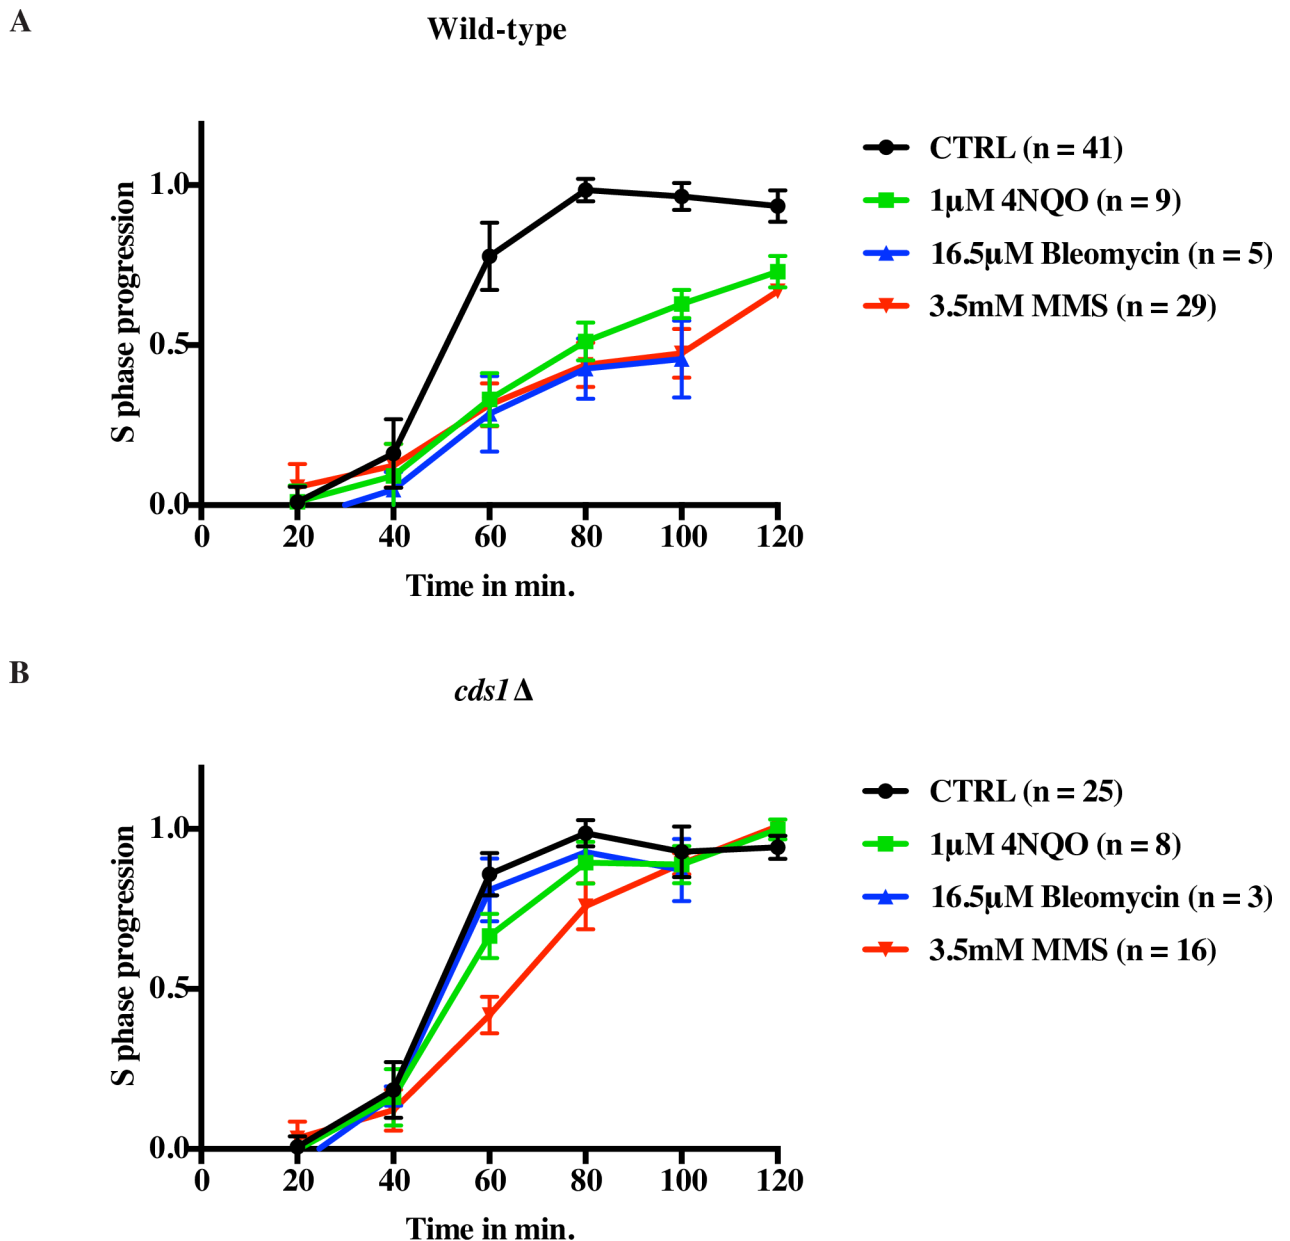 A
Wild-type
S phase progression
1.0
0.5
0.0
0 20 40 60 80 100 120
Time in min.
CTRL (n = 41)
1µM 4NQO (n = 9)
16.5µM Bleomycin (n = 5)
3.5mM MMS (n = 29)
B
cds1 Δ
S phase progression
1.0
0.5
0.0
0 20 40 60 80 100 120
Time in min.
CTRL (n = 25)
1µM 4NQO (n = 8)
16.5µM Bleomycin (n = 3)
3.5mM MMS (n = 16)